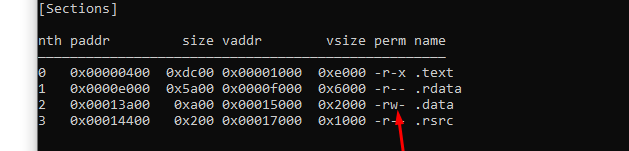 [Sections]
nth paddr size vaddr vsize perm name
0 0x00000400 0xdc00 0x00001000 0xe000 -r-x .text
1 0x0000e000 0x5a00 0x0000f000 0x6000 -r-- .rdata
2 0x00013a00 0xa00 0x00015000 0x2000 -rw- .data
3 0x00014400 0x200 0x00017000 0x1000 -r-- .rsrc